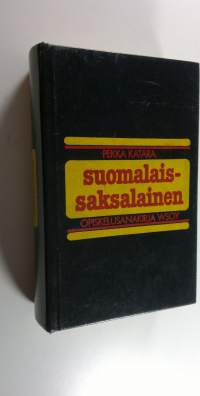 PEKKA KATARA
suomalais-
saksalainen
OPISKELUSANAKIRJA WSOY